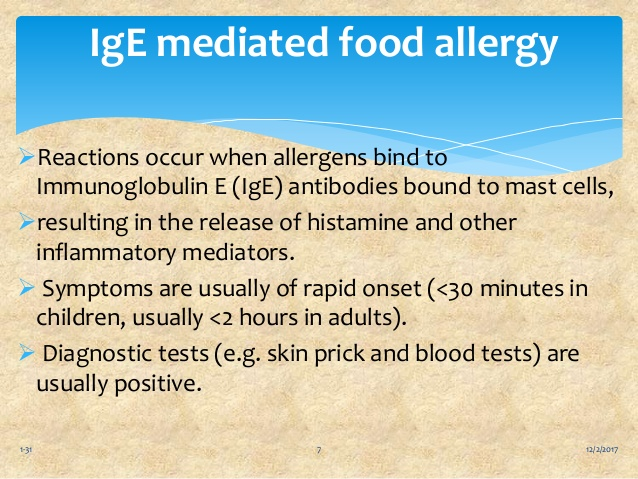 IgE mediated food allergy
➢Reactions occur when allergens bind to
Immunoglobulin E (IgE) antibodies bound to mast cells,
➢resulting in the release of histamine and other
inflammatory mediators.
➢ Symptoms are usually of rapid onset (<30 minutes in
children, usually <2 hours in adults).
➢ Diagnostic tests (e.g. skin prick and blood tests) are
usually positive.
1-31 7 12/2/2017